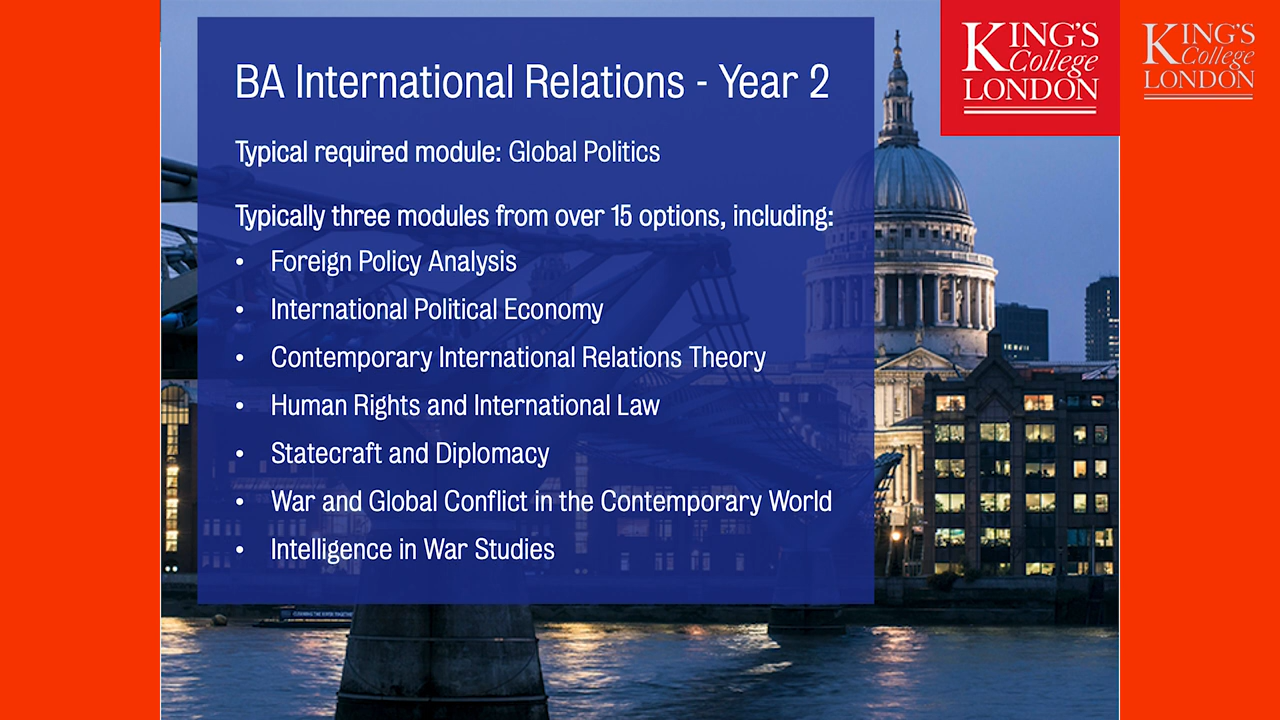 BA International Relations - Year 2
Typical required module: Global Politics
Typically three modules from over 15 options, including:
• Foreign Policy Analysis
• International Political Economy
• Contemporary International Relations Theory
• Human Rights and International Law
• Statecraft and Diplomacy
• War and Global Conflict in the Contemporary World
• Intelligence in War Studies
KING'S
College
LONDON
KING'S
College
LONDON